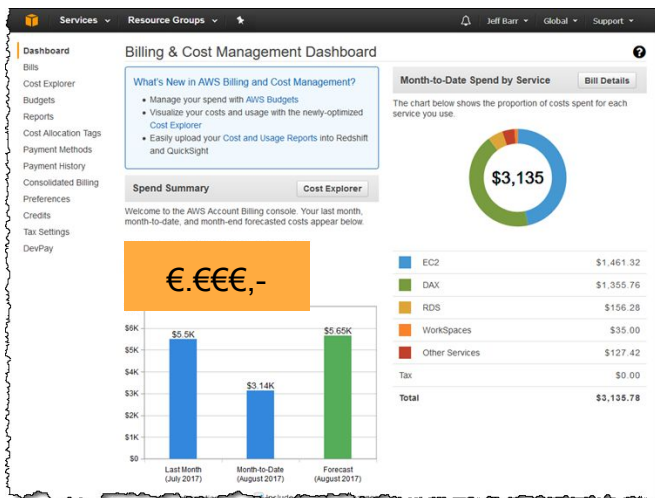 Services
Resource Groups
Jeff Barr
Global
Support
Dashboard
Bills
Cost Explorer
Budgets
Reports
Cost Allocation Tags
Payment Methods
Payment History
Consolidated Billing
Preferences
Credits
Tax Settings
DevPay
Billing & Cost Management Dashboard
?
What's New in AWS Billing and Cost Management?
• Manage your spend with AWS Budgets
• Visualize your costs and usage with the newly-optimized
Cost Explorer
• Easily upload your Cost and Usage Reports into Redshift
and QuickSight
Spend Summary
Cost Explorer
Welcome to the AWS Account Billing console. Your last month,
month-to-date, and month-end forecasted costs appear below.
€.€€€,-
$6K
$5K
$4K
$3K
$2K
$1K
$0
$5.5K
$3.14K
$5.65K
Last Month
(July 2017)
Month-to-Date
(August 2017)
Forecast
(August 2017)
Month-to-Date Spend by Service
Bill Details
The chart below shows the proportion of costs spent for each
service you use.
$3,135
EC2 $1,461.32
DAX $1,355.76
RDS $156.28
WorkSpaces $35.00
Other Services $127.42
Tax $0.00
Total $3,135.78